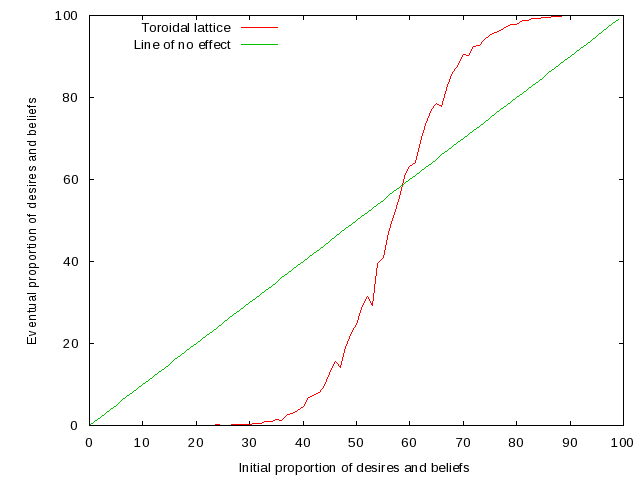 Toroidal lattice
Line of no effect
Eventual proportion of desires and beliefs
100
80
60
40
20
0
0 10 20 30 40 50 60 70 80 90 100
Initial proportion of desires and beliefs